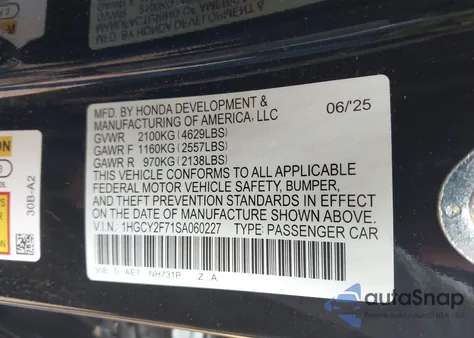 MFD. BY HONDA DEVELOPMENT &
MANUFACTURING OF AMERICA, LLC 06/'25
GVWR 2100KG(4629LBS)
GAWR F 1160KG(2557LBS)
GAWR R 970KG(2138LBS)
THIS VEHICLE CONFORMS TO ALL APPLICABLE
FEDERAL MOTOR VEHICLE SAFETY, BUMPER,
AND THEFT PREVENTION STANDARDS IN EFFECT
ON THE DATE OF MANUFACTURE SHOWN ABOVE.
V.I.N.: 1HGCY2F71SA060227 TYPE: PASSENGER CAR
NH731P Z A
30B-A2
autoSnap